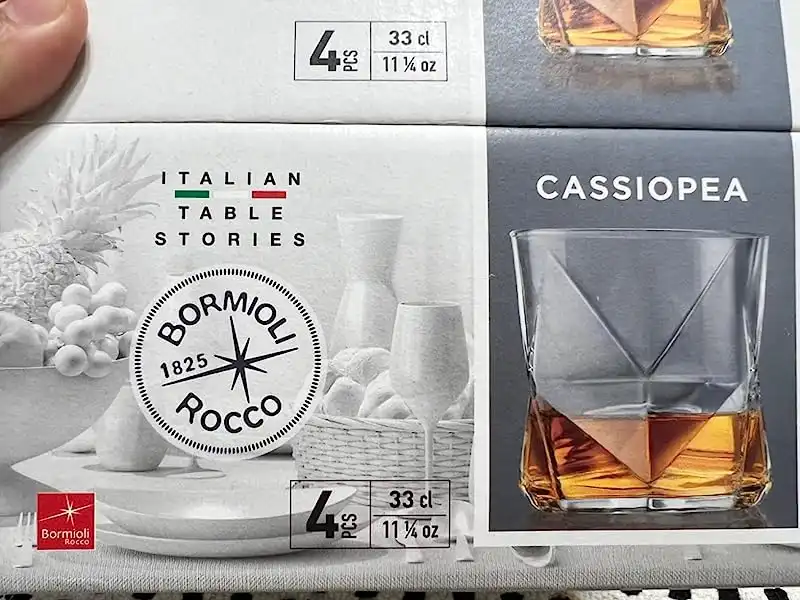 4 PCS
33 cl
11 ¼ oz
CASSIOPEA
ITALIAN
TABLE
STORIES
BORMIOLI
1825
ROCCO
4 PCS
33 cl
11 ¼ oz
Bormioli
Rocco